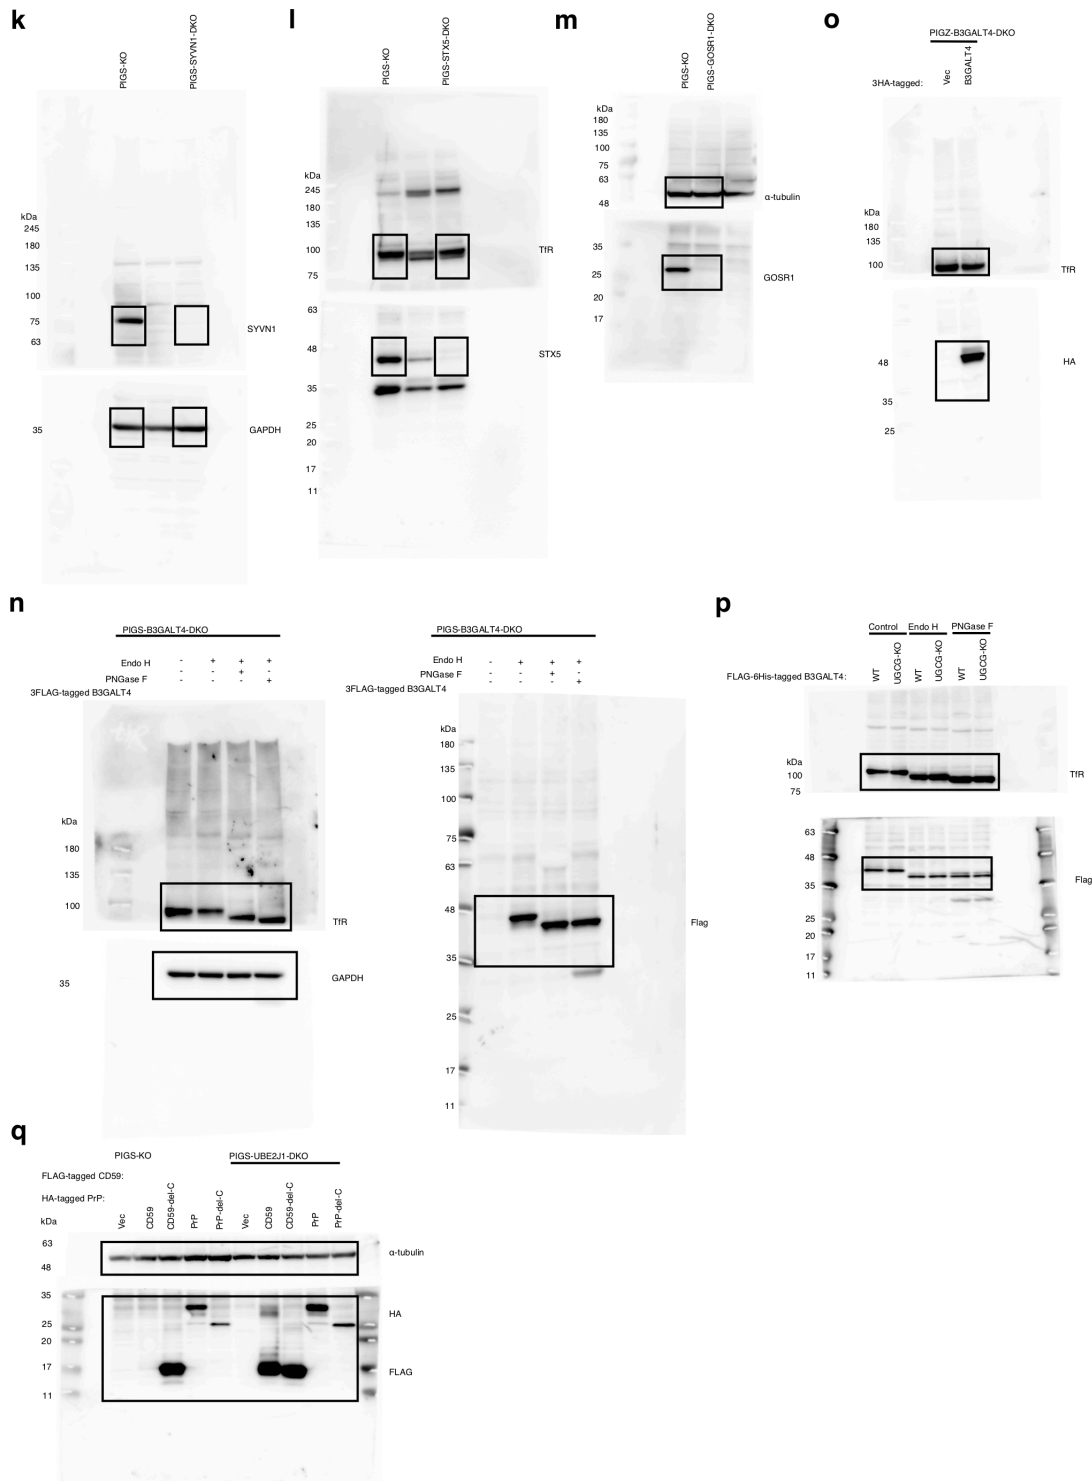 k
PIGS-KO
PIGS-SYVN1-DKO
kDa
245
180
135
100
75
63
SYVN1
35
GAPDH
l
PIGS-KO
PIGS-STX5-DKO
kDa
245
180
135
100
75
TfR
63
48
35
25
20
17
11
STX5
m
PIGS-KO
PIGS-GOSR1-DKO
kDa
180
135
100
75
63
48
α-tubulin
35
25
20
17
GOSR1
o
PIGZ-B3GALT4-DKO
3HA-tagged:
Vec
B3GALT4
kDa
180
135
100
TfR
48
35
25
HA
n
PIGS-B3GALT4-DKO
Endo H - + + +
PNGase F - - + -
3FLAG-tagged B3GALT4 - - - +
kDa
180
135
100
TfR
35
GAPDH
PIGS-B3GALT4-DKO
Endo H - + + +
PNGase F - - + -
3FLAG-tagged B3GALT4 - - - +
kDa
180
135
100
75
63
48
35
25
17
11
Flag
p
Control Endo H PNGase F
FLAG-6His-tagged B3GALT4:
WT
UGCG-KO
WT
UGCG-KO
WT
UGCG-KO
kDa
100
75
TfR
63
48
35
25
20
17
11
Flag
q
PIGS-KO PIGS-UBE2J1-DKO
FLAG-tagged CD59:
HA-tagged PrP:
Vec
CD59
CD59-del-C
PrP
PrP-del-C
Vec
CD59
CD59-del-C
PrP
PrP-del-C
kDa
63
48
α-tubulin
35
25
20
17
11
HA
FLAG